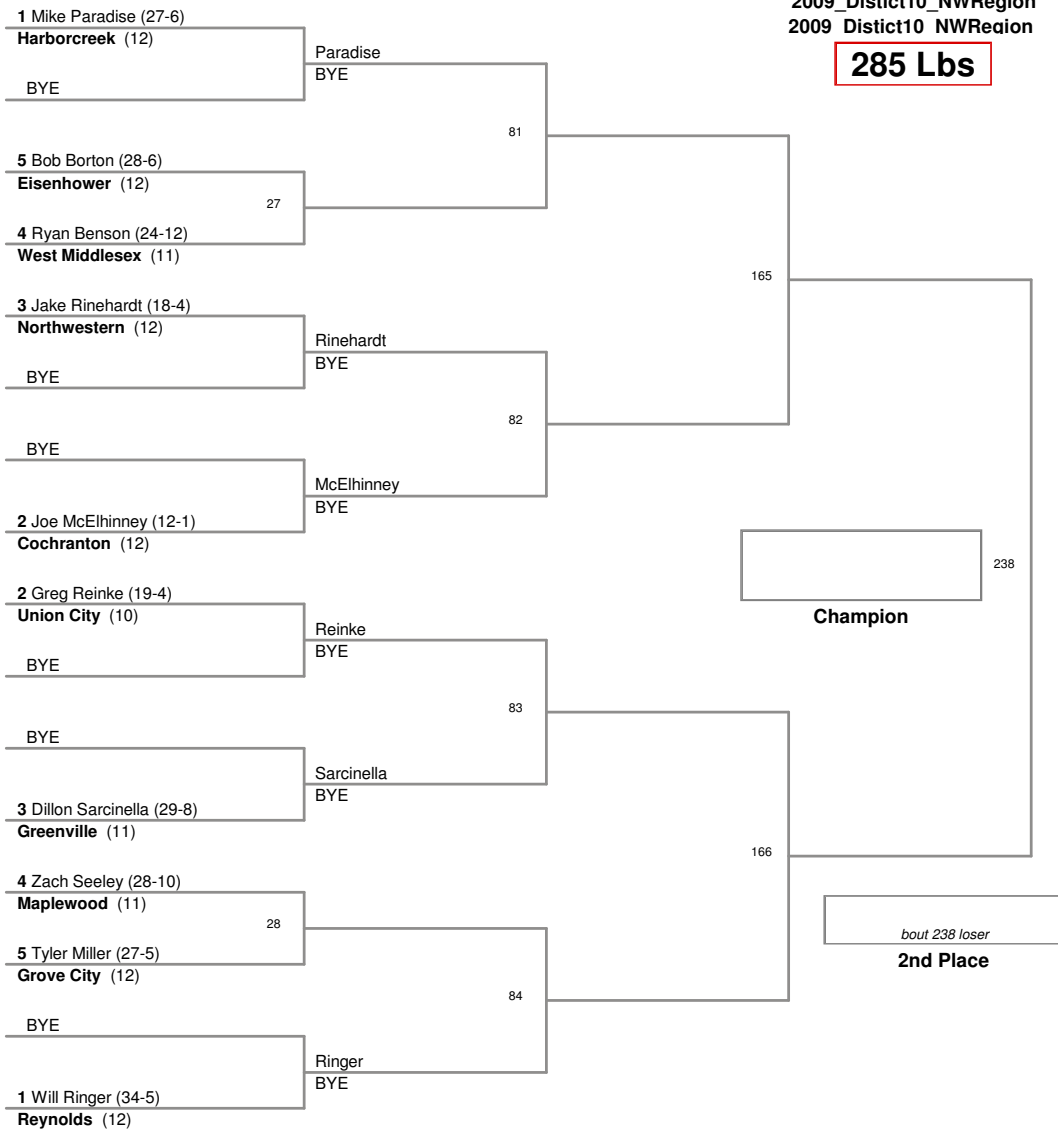 2009_Distict10_NWRegion
2009_Distict10_NWRegion
285 Lbs
1 Mike Paradise (27-6)
Harborcreek (12)
Paradise
BYE
BYE
81
5 Bob Borton (28-6)
Eisenhower (12)
27
4 Ryan Benson (24-12)
West Middlesex (11)
165
3 Jake Rinehardt (18-4)
Northwestern (12)
Rinehardt
BYE
BYE
82
BYE
McElhinney
BYE
2 Joe McElhinney (12-1)
Cochranton (12)
238
Champion
2 Greg Reinke (19-4)
Union City (10)
Reinke
BYE
BYE
83
BYE
Sarcinella
BYE
3 Dillon Sarcinella (29-8)
Greenville (11)
166
4 Zach Seeley (28-10)
Maplewood (11)
28
bout 238 loser
2nd Place
5 Tyler Miller (27-5)
Grove City (12)
84
BYE
Ringer
BYE
1 Will Ringer (34-5)
Reynolds (12)